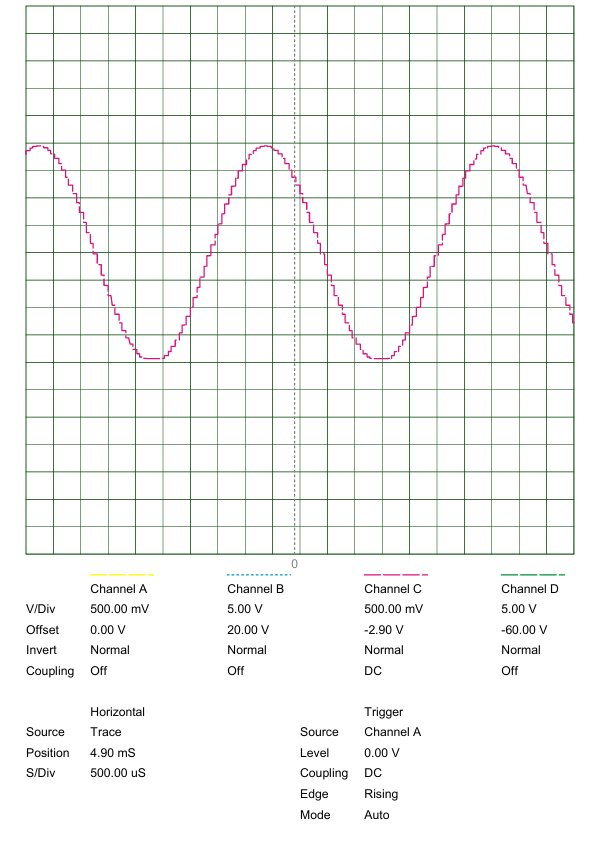 0
Channel A Channel B Channel C Channel D
V/Div 500.00 mV 5.00 V 500.00 mV 5.00 V
Offset 0.00 V 20.00 V -2.90 V -60.00 V
Invert Normal Normal Normal Normal
Coupling Off Off DC Off
Horizontal Trigger
Source Trace Source Channel A
Position 4.90 mS Level 0.00 V
S/Div 500.00 uS Coupling DC
Edge Rising
Mode Auto